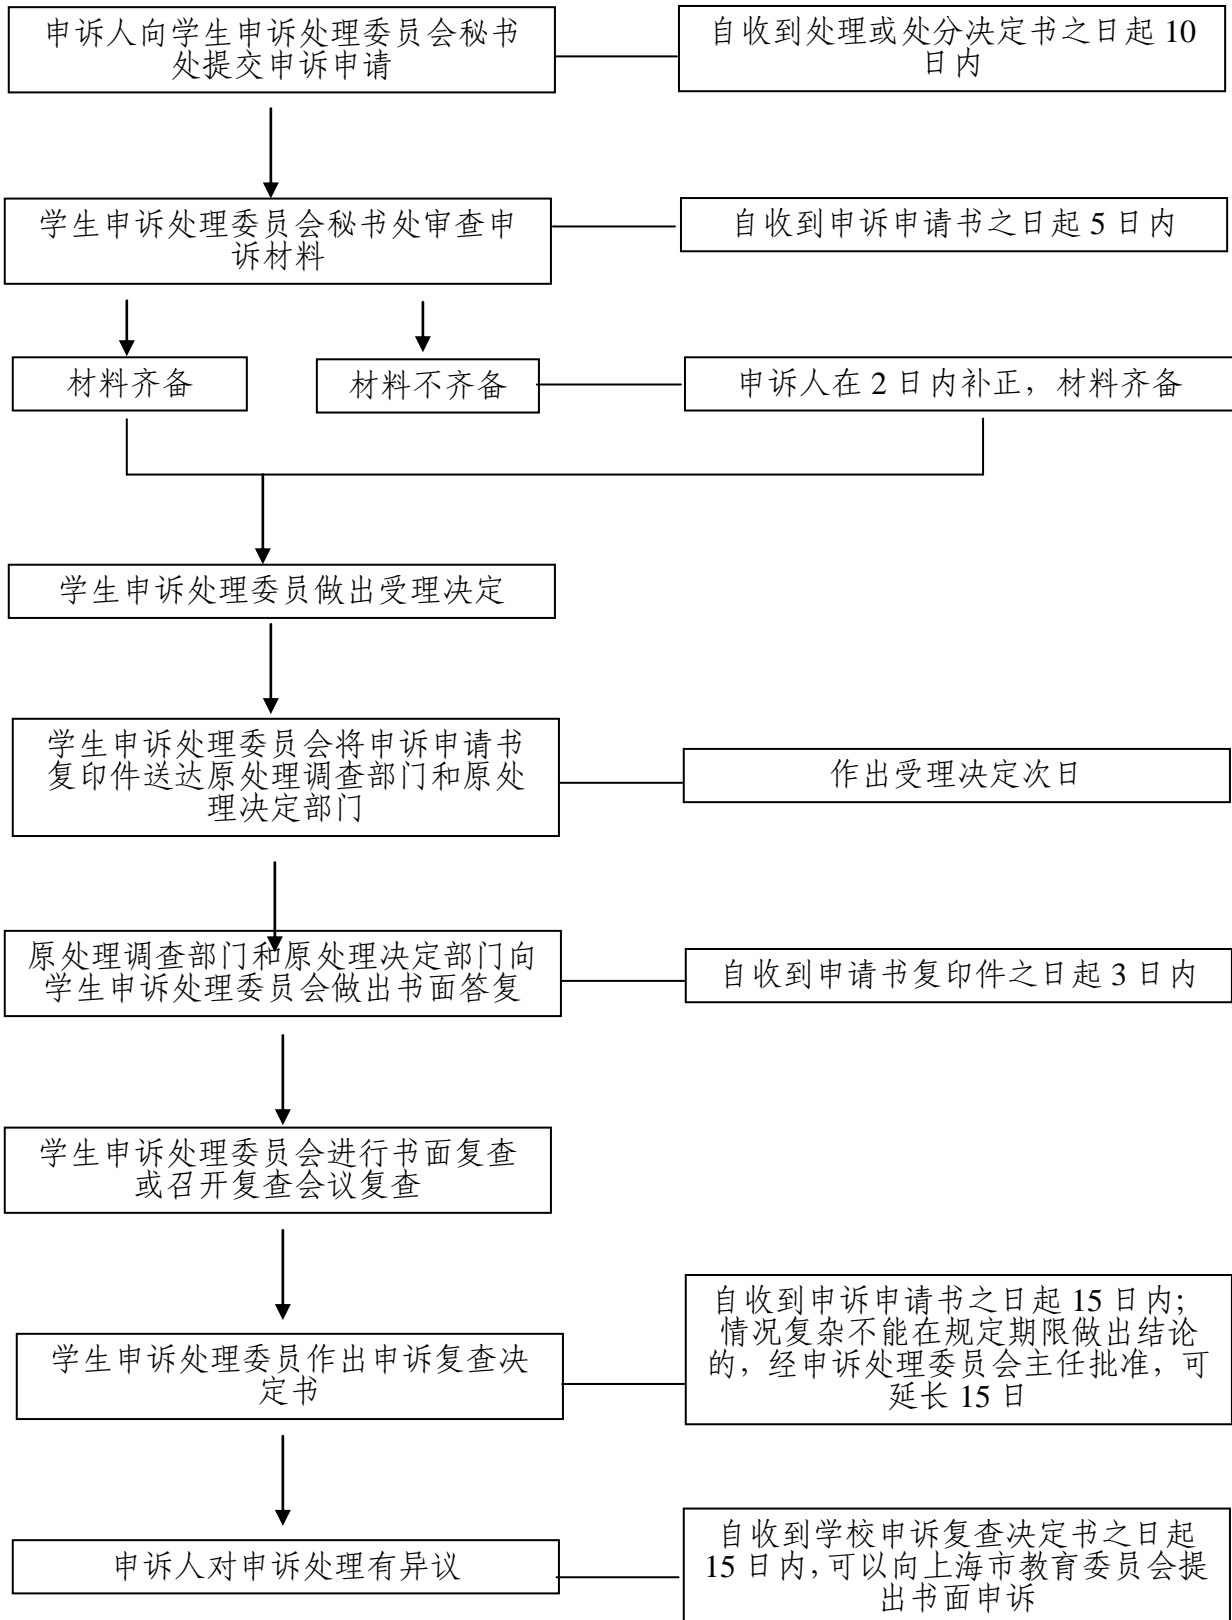 申诉人向学生申诉处理委员会秘书
处提交申诉申请
自收到处理或处分决定书之日起 10
日内
学生申诉处理委员会秘书处审查申
诉材料
自收到申诉申请书之日起 5 日内
材料齐备
材料不齐备
申诉人在 2 日内补正，材料齐备
学生申诉处理委员做出受理决定
学生申诉处理委员会将申诉申请书
复印件送达原处理调查部门和原处
理决定部门
作出受理决定次日
原处理调查部门和原处理决定部门向
学生申诉处理委员会做出书面答复
自收到申请书复印件之日起 3 日内
学生申诉处理委员会进行书面复查
或召开复查会议复查
学生申诉处理委员作出申诉复查决
定书
自收到申诉申请书之日起 15 日内；
情况复杂不能在规定期限做出结论
的，经申诉处理委员会主任批准，可
延长 15 日
申诉人对申诉处理有异议
自收到学校申诉复查决定书之日起
15 日内，可以向上海市教育委员会提
出书面申诉